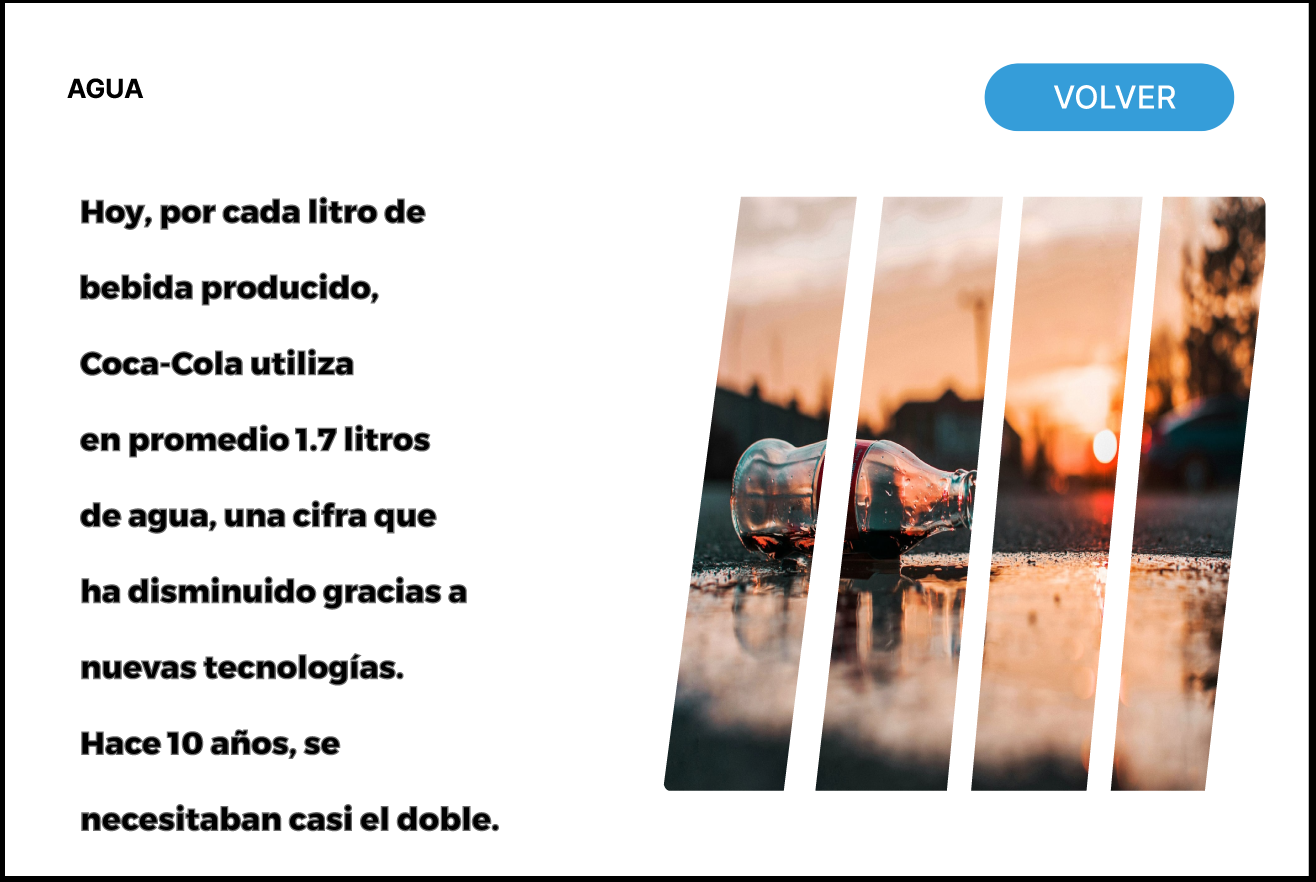 AGUA
VOLVER
Hoy, por cada litro de
bebida producido,
Coca-Cola utiliza
en promedio 1.7 litros
de agua, una cifra que
ha disminuido gracias a
nuevas tecnologías.
Hace 10 años, se
necesitaban casi el doble.